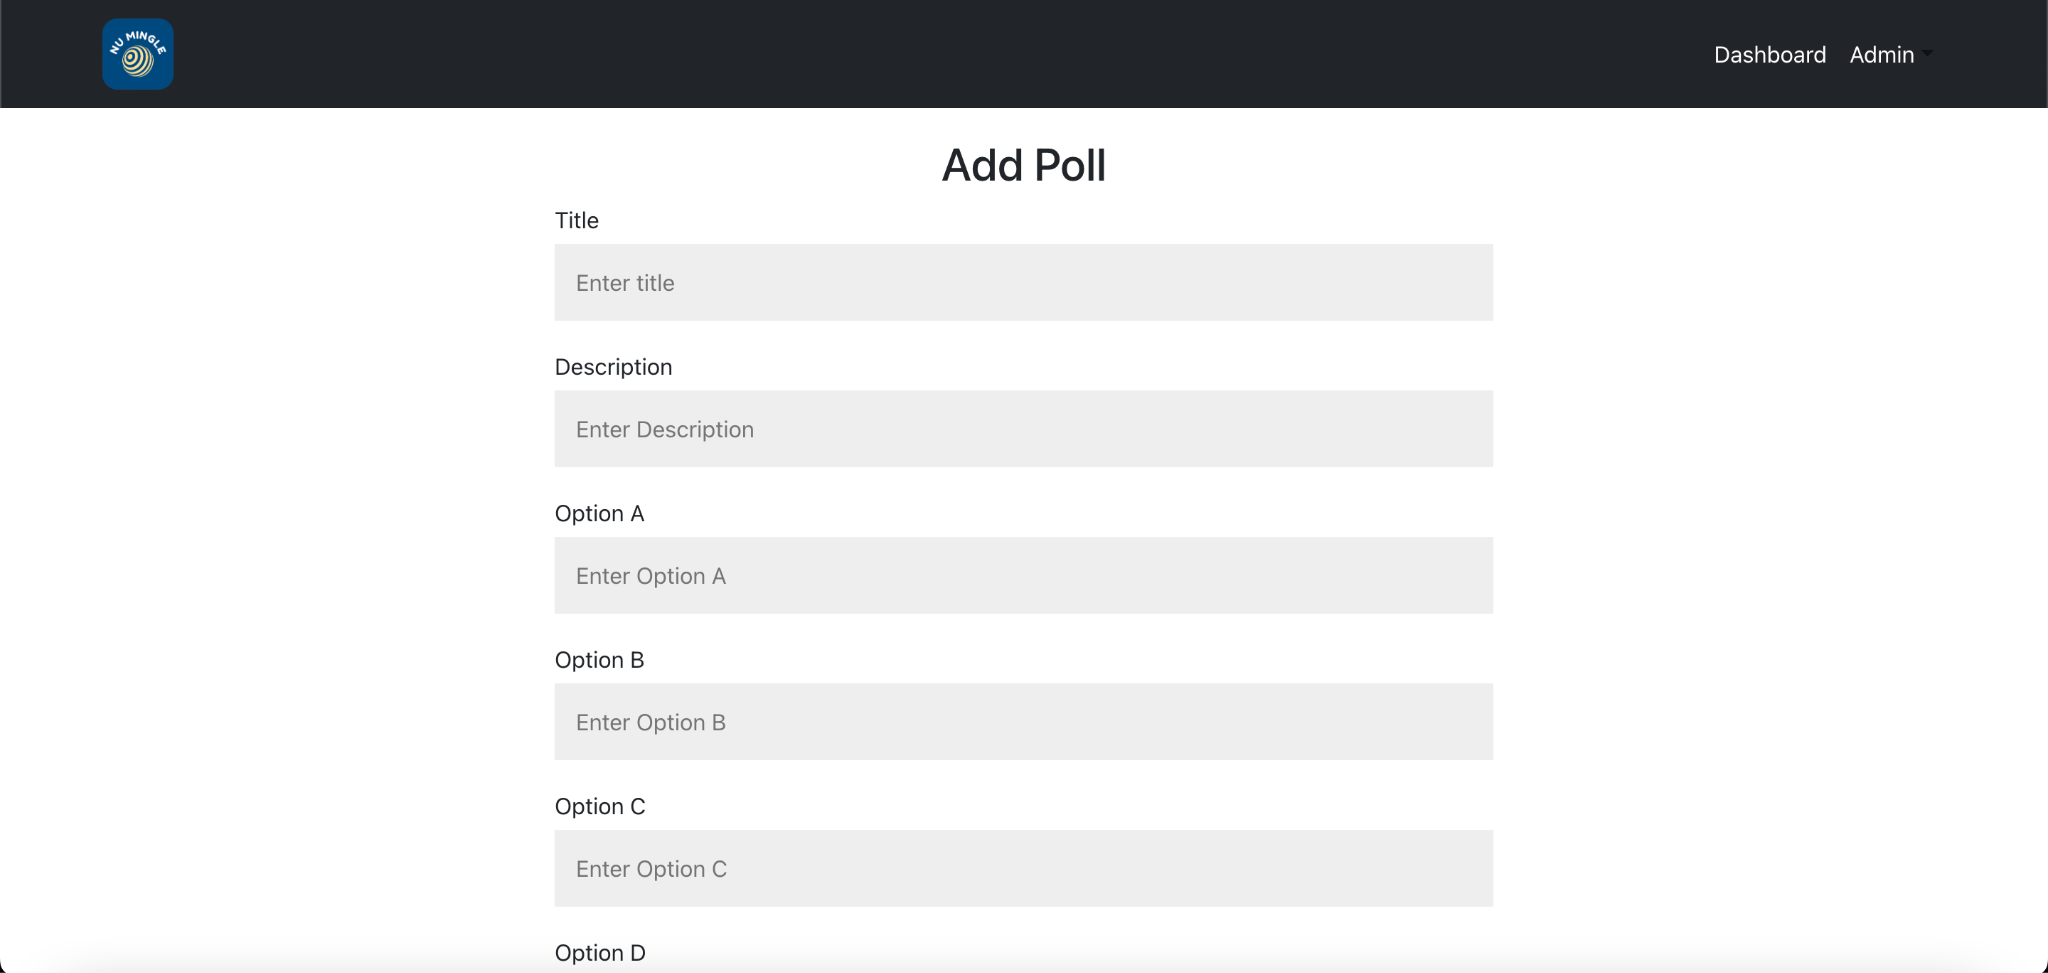 NU MINGLE
Dashboard Admin
Add Poll
Title
Enter title
Description
Enter Description
Option A
Enter Option A
Option B
Enter Option B
Option C
Enter Option C
Option D